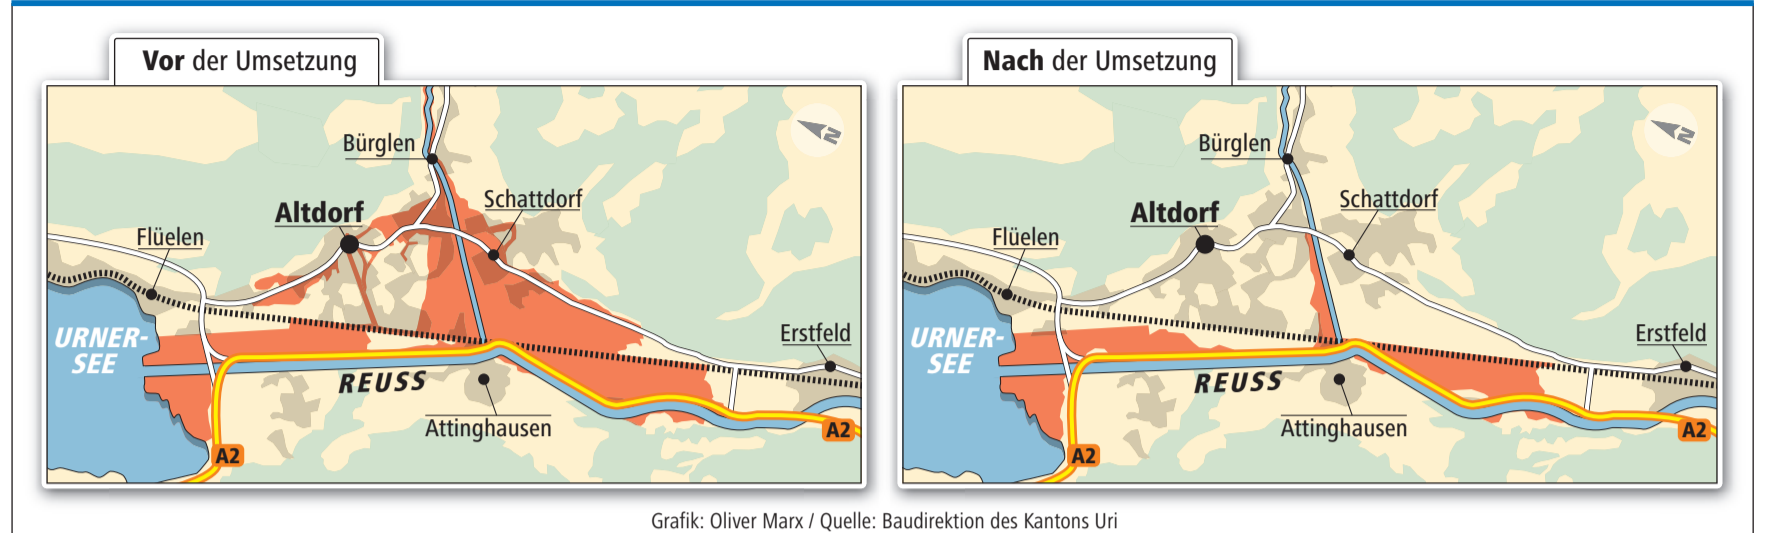 Vor der Umsetzung
Bürglen
Schattdorf
Altdorf
Flüelen
N
URNER-
SEE
Erstfeld
REUSS
Attinghausen
A2
A2
Nach der Umsetzung
Bürglen
Schattdorf
Altdorf
Flüelen
N
URNER-
SEE
Erstfeld
REUSS
Attinghausen
A2
A2
Grafik: Oliver Marx / Quelle: Baudirektion des Kantons Uri